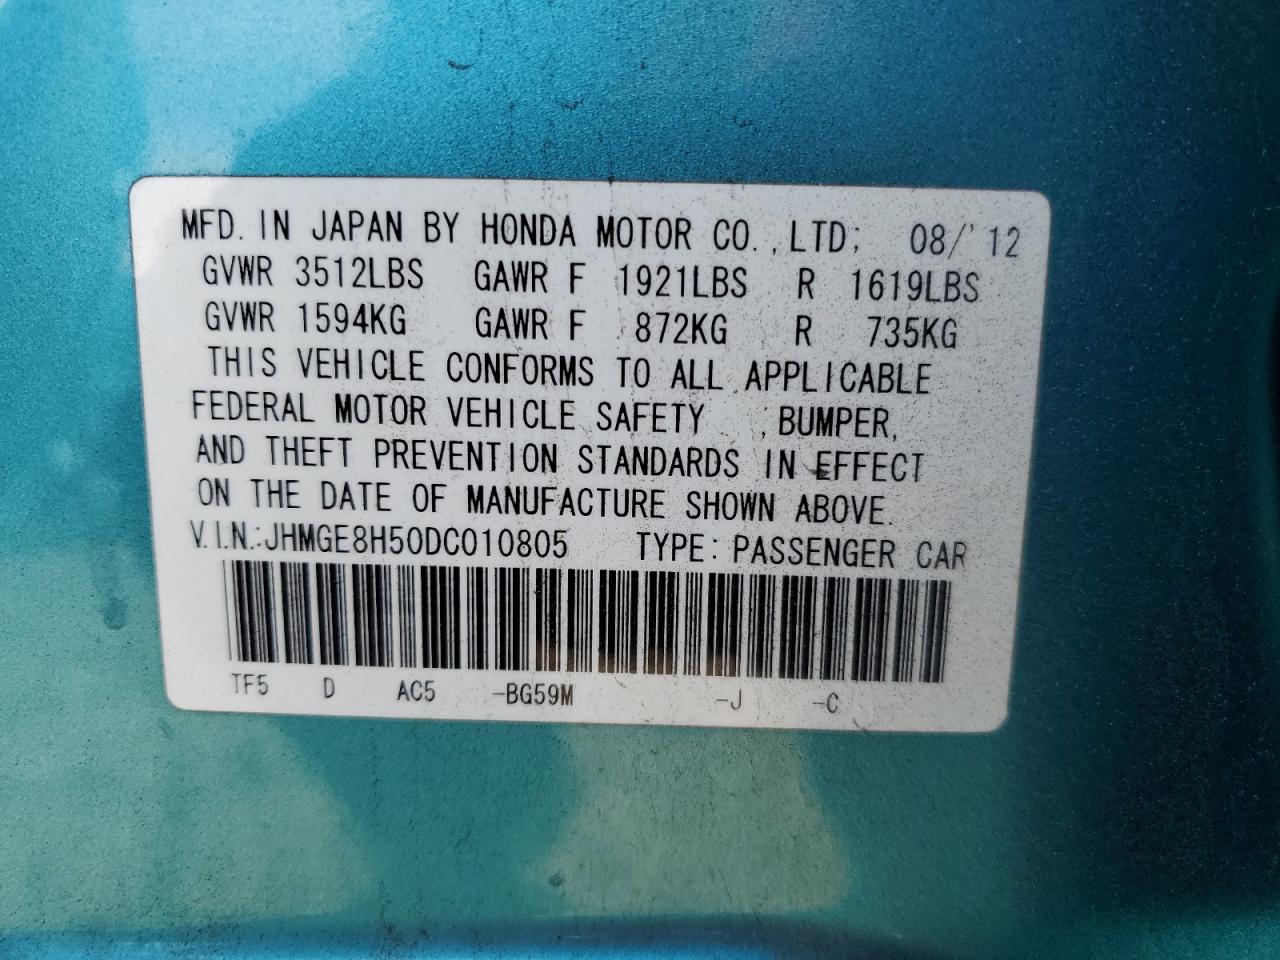 MFD. IN JAPAN BY HONDA MOTOR CO., LTD; 08/'12
GVWR 3512LBS GAWR F 1921LBS R 1619LBS
GVWR 1594KG GAWR F 872KG R 735KG
THIS VEHICLE CONFORMS TO ALL APPLICABLE
FEDERAL MOTOR VEHICLE SAFETY , BUMPER,
AND THEFT PREVENTION STANDARDS IN EFFECT
ON THE DATE OF MANUFACTURE SHOWN ABOVE.
V.I.N.:JHMGE8H50DC010805 TYPE: PASSENGER CAR
TF5 D AC5 -BG59M -J -C